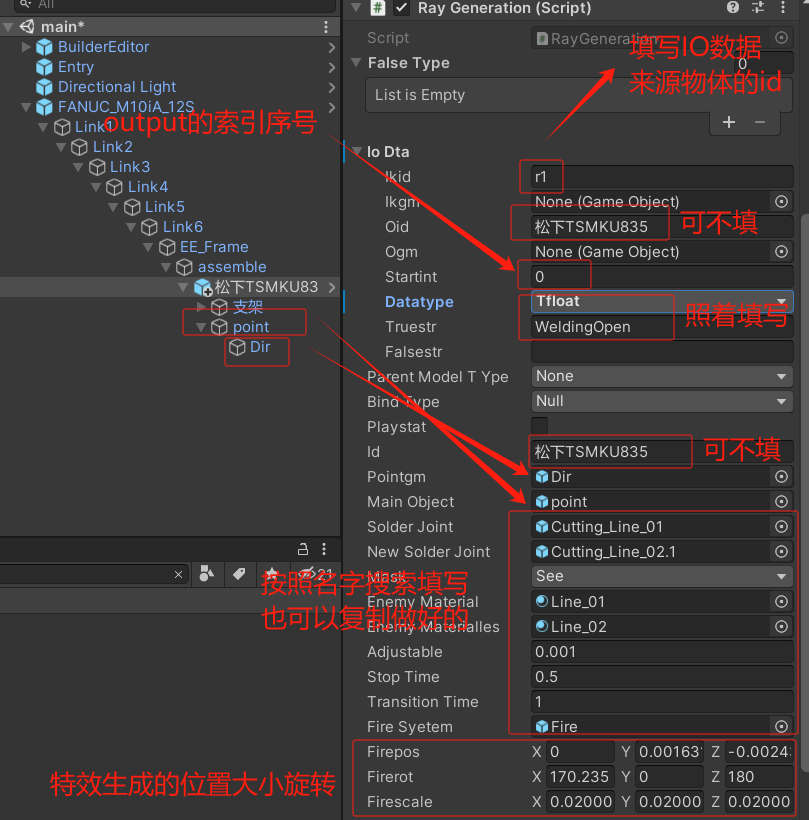 All
main*
BuilderEditor
Entry
Directional Light
FANUC_M10iA_12S
Link1
Link2
Link3
Link4
Link5
Link6
EE_Frame
assemble
松下TSMKU83
支架
point
Dir
21
output的索引序号
按照名字搜索填写
也可以复制做好的
特效生成的位置大小旋转
Ray Generation (Script)
Script RayGeneration
False Type 0
List is Empty
+ −
填写IO数据
来源物体的id
Io Dta
Ikid r1
Ikgm None (Game Object)
Oid 松下TSMKU835 可不填
Ogm None (Game Object)
Startint 0
Datatype Tfloat
Truestr WeldingOpen 照着填写
Falsestr
Parent Model T Ype None
Bind Type Null
Playstat
Id 松下TSMKU835 可不填
Pointgm Dir
Main Object point
Solder Joint Cutting_Line_01
New Solder Joint Cutting_Line_02.1
Mask See
Enemy Material Line_01
Enemy Materialles Line_02
Adjustable 0.001
Stop Time 0.5
Transition Time 1
Fire Syetem Fire
Firepos X 0 Y 0.00163 Z -0.0024
Firerot X 170.235 Y 0 Z 180
Firescale X 0.02000 Y 0.02000 Z 0.02000